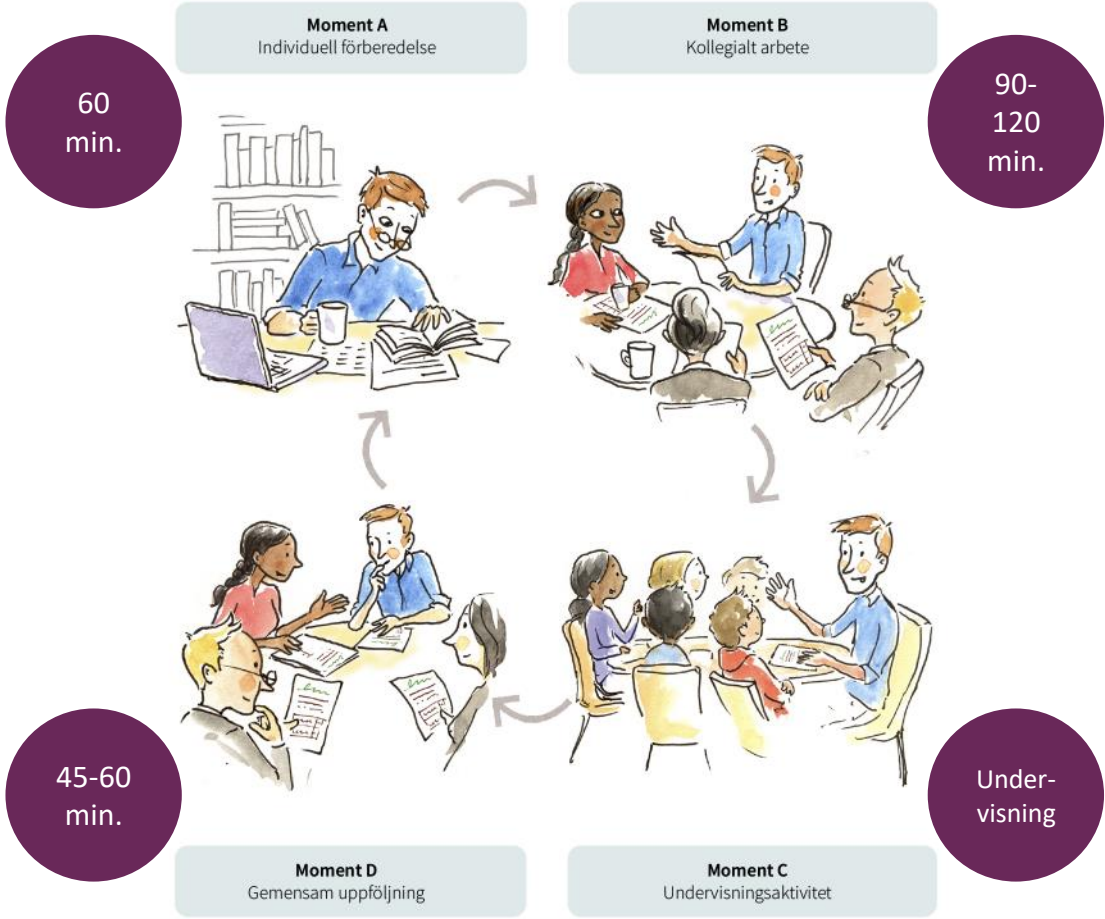 Moment A
Individuell förberedelse
Moment B
Kollegialt arbete
60
min.
90-
120
min.
45-60
min.
Under-
visning
Moment D
Gemensam uppföljning
Moment C
Undervisningsaktivitet